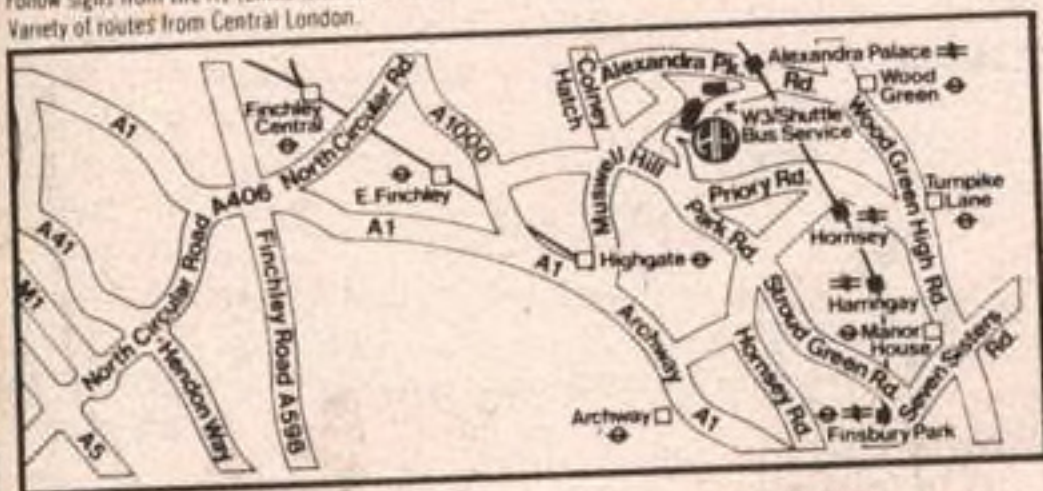 Variety of routes from Central London.
A1
A41
M1
A5
North Circular Road
A406
Hendon Way
Finchley Road A598
Finchley
Central
North Circular Rd.
A1000
E. Finchley
A1
Colney
Hatch
Alexandra Pk.
Rd.
Alexandra Palace
Wood
Green
W3/Shuttle
Bus Service
Muswell Hill
Priory Rd.
Park Rd.
Wood Green High Rd.
Turnpike
Lane
Hornsey
Harringay
Manor
House
Seven Sisters
Rd.
Highgate
A1
Archway
A1
Archway
Stroud Green Rd.
Hornsey Rd.
Finsbury Park